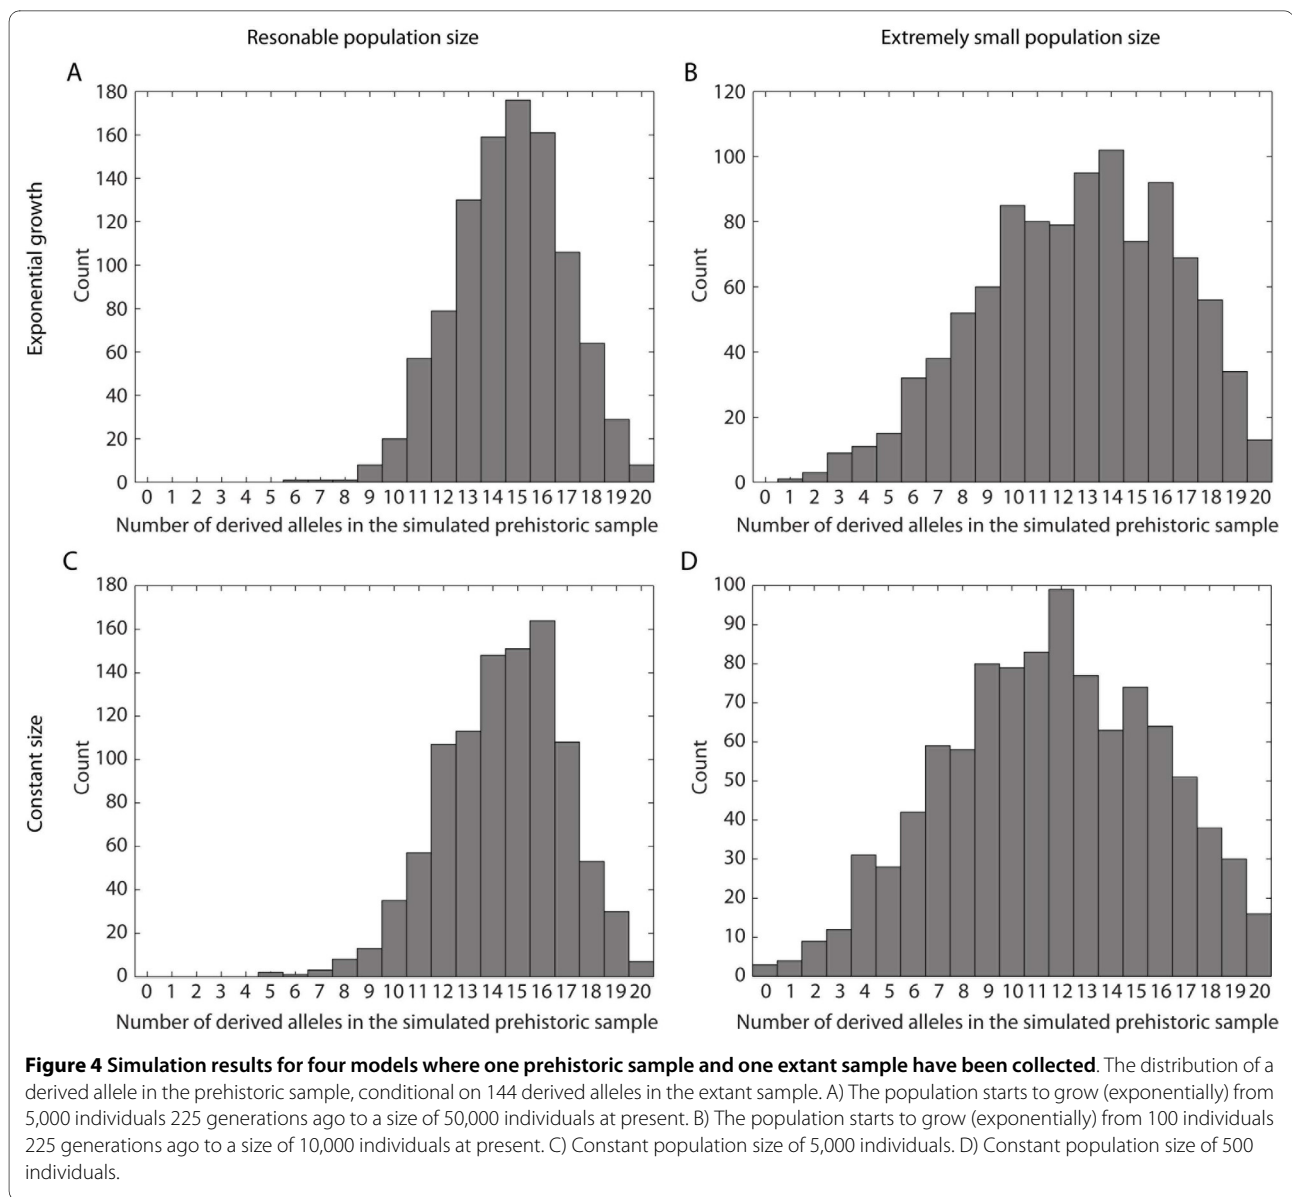 Resonable population size
Extremely small population size
A
180
160
140
120
100
80
60
40
20
0
Count
Exponential growth
0 1 2 3 4 5 6 7 8 9 10 11 12 13 14 15 16 17 18 19 20
Number of derived alleles in the simulated prehistoric sample
B
120
100
80
60
40
20
0
Count
0 1 2 3 4 5 6 7 8 9 10 11 12 13 14 15 16 17 18 19 20
Number of derived alleles in the simulated prehistoric sample
C
180
160
140
120
100
80
60
40
20
0
Count
Constant size
0 1 2 3 4 5 6 7 8 9 10 11 12 13 14 15 16 17 18 19 20
Number of derived alleles in the simulated prehistoric sample
D
100
90
80
70
60
50
40
30
20
10
0
Count
0 1 2 3 4 5 6 7 8 9 10 11 12 13 14 15 16 17 18 19 20
Number of derived alleles in the simulated prehistoric sample
Figure 4 Simulation results for four models where one prehistoric sample and one extant sample have been collected. The distribution of a
derived allele in the prehistoric sample, conditional on 144 derived alleles in the extant sample. A) The population starts to grow (exponentially) from
5,000 individuals 225 generations ago to a size of 50,000 individuals at present. B) The population starts to grow (exponentially) from 100 individuals
225 generations ago to a size of 10,000 individuals at present. C) Constant population size of 5,000 individuals. D) Constant population size of 500
individuals.